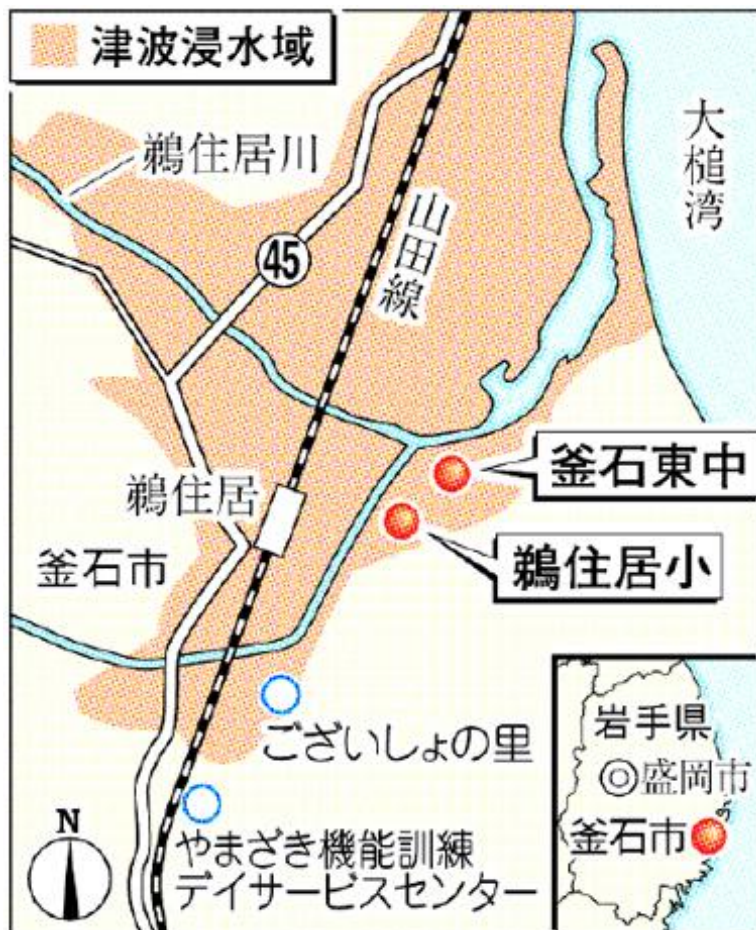 津波浸水域
大槌湾
鵜住居川
山田線
45
釜石東中
鵜住居
鵜住居小
釜石市
ございしょの里
岩手県
盛岡市
釜石市
やまざき機能訓練
デイサービスセンター
N